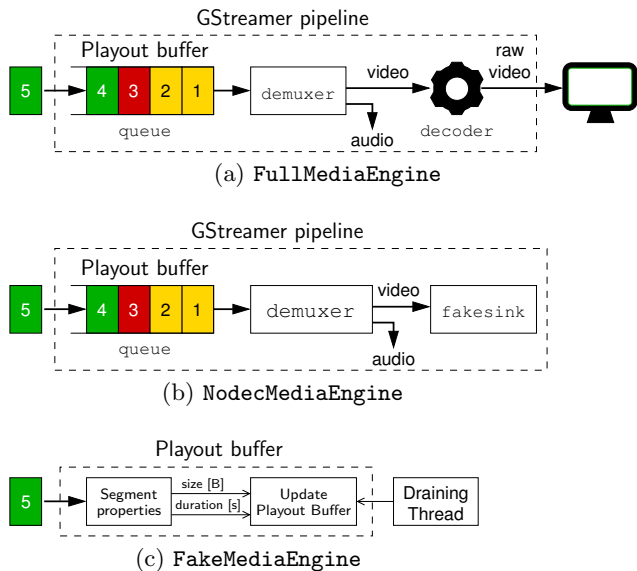 GStreamer pipeline
Playout buffer
raw
video
video
5
4 3 2 1
demuxer
audio
queue
decoder
(a) FullMediaEngine
GStreamer pipeline
Playout buffer
video
5
4 3 2 1
demuxer
fakesink
audio
queue
(b) NodecMediaEngine
Playout buffer
5
Segment
properties
size [B]
duration [s]
Update
Playout Buffer
Draining
Thread
(c) FakeMediaEngine